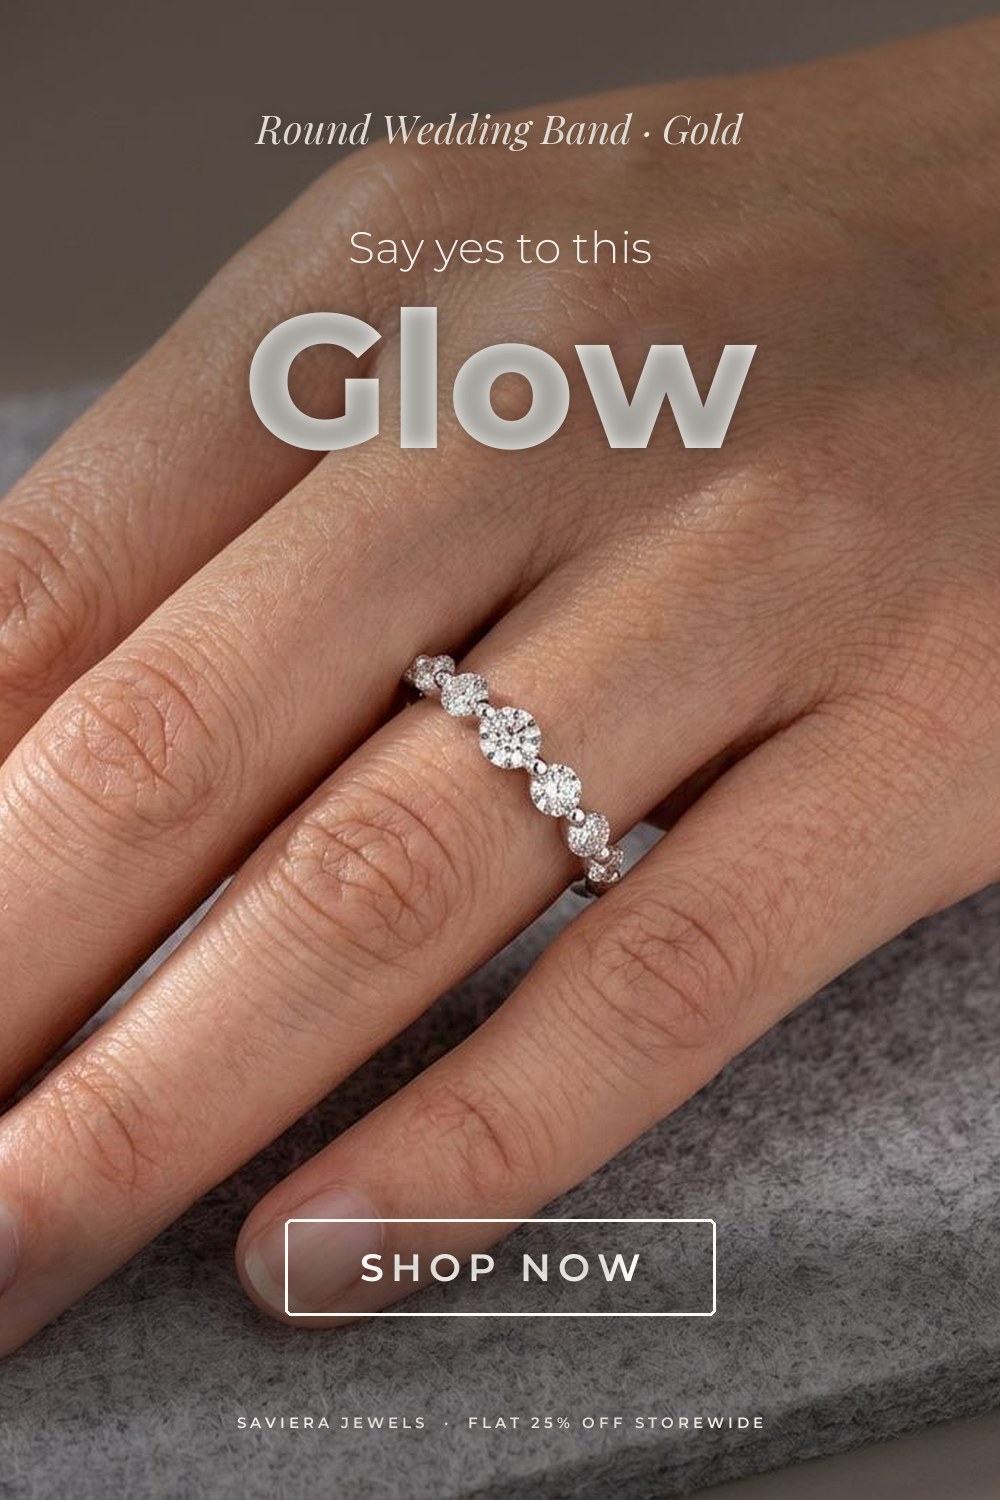 Round Wedding Band · Gold
Say yes to this
Glow
SHOP NOW
SAVIERA JEWELS · FLAT 25% OFF STOREWIDE